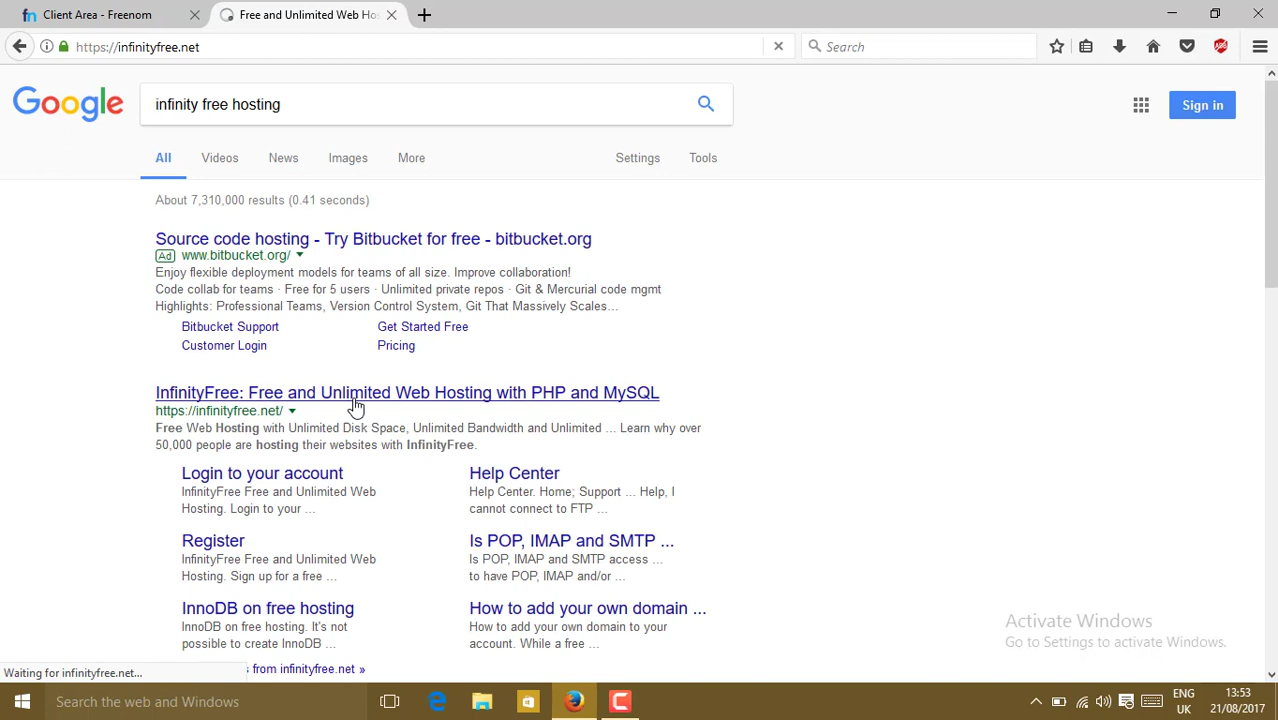 Client Area - Freenom
Free and Unlimited Web Ho
https://infinityfree.net
Search
Google
infinity free hosting
Sign in
All Videos News Images More Settings Tools
About 7,310,000 results (0.41 seconds)
Source code hosting - Try Bitbucket for free - bitbucket.org
Ad www.bitbucket.org/
Enjoy flexible deployment models for teams of all size. Improve collaboration!
Code collab for teams · Free for 5 users · Unlimited private repos · Git & Mercurial code mgmt
Highlights: Professional Teams, Version Control System, Git That Massively Scales…
Bitbucket Support Get Started Free
Customer Login Pricing
InfinityFree: Free and Unlimited Web Hosting with PHP and MySQL
https://infinityfree.net/
Free Web Hosting with Unlimited Disk Space, Unlimited Bandwidth and Unlimited ... Learn why over
50,000 people are hosting their websites with InfinityFree.
Login to your account
InfinityFree Free and Unlimited Web
Hosting. Login to your ...
Help Center
Help Center. Home; Support ... Help, I
cannot connect to FTP ...
Register
InfinityFree Free and Unlimited Web
Hosting. Sign up for a free ...
Is POP, IMAP and SMTP ...
Is POP, IMAP and SMTP access ...
to have POP, IMAP and/or ...
InnoDB on free hosting
InnoDB on free hosting. It's not
possible to create InnoDB ...
How to add your own domain ...
How to add your own domain to your
account. While a free ...
Activate Windows
Go to Settings to activate Windows.
Waiting for infinityfree.net...
s from infinityfree.net »
Search the web and Windows
ENG
UK
13:53
21/08/2017